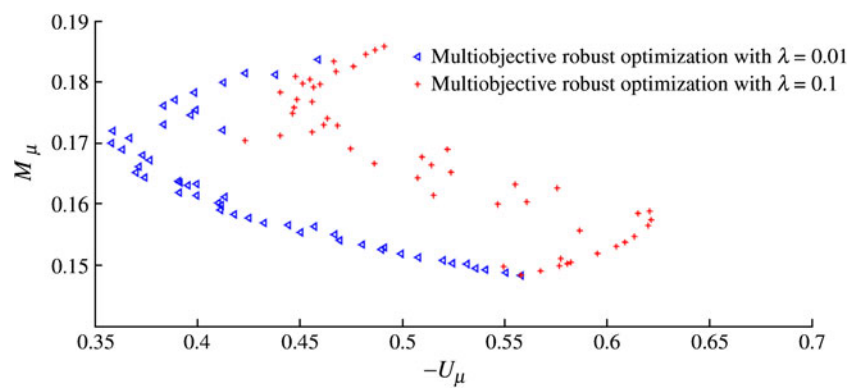 0.19
0.18
0.17
0.16
0.15
M μ
Multiobjective robust optimization with λ = 0.01
Multiobjective robust optimization with λ = 0.1
0.35 0.4 0.45 0.5 0.55 0.6 0.65 0.7
−Uμ